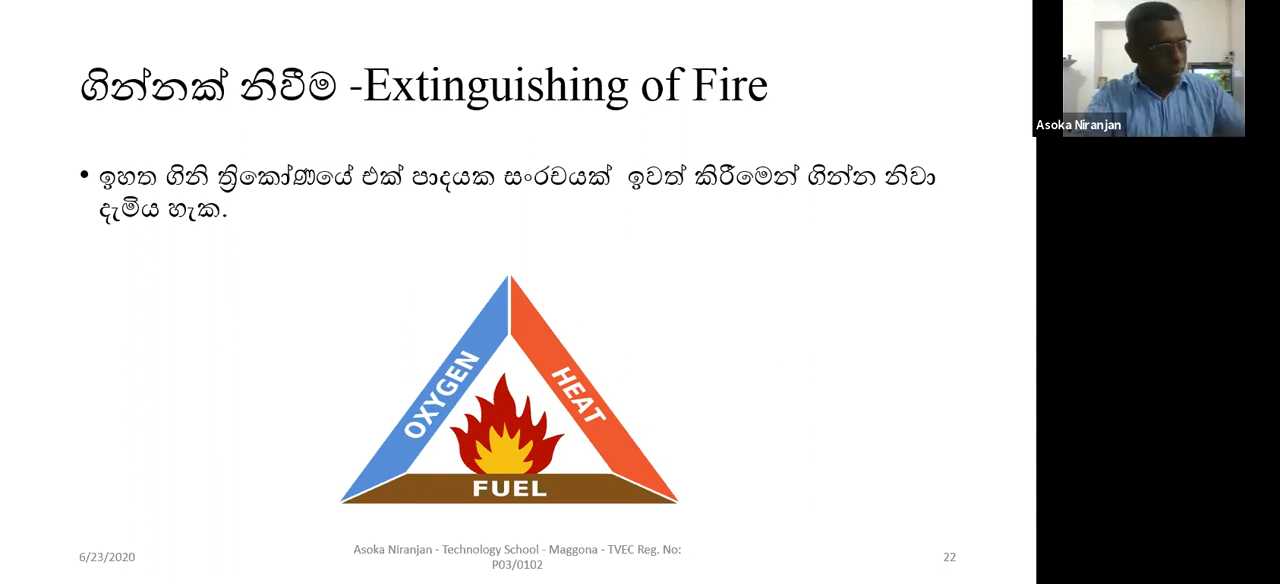 ගින්නක් නිවීම -Extinguishing of Fire
Asoka Niranjan
• ඉහත ගිනි ත්‍රිකෝණයේ එක් පාදයක සංරචයක් ඉවත් කිරීමෙන් ගින්න නිවා
දැමිය හැක.
OXYGEN
HEAT
FUEL
6/23/2020
Asoka Niranjan - Technology School - Maggona - TVEC Reg. No:
P03/0102
22